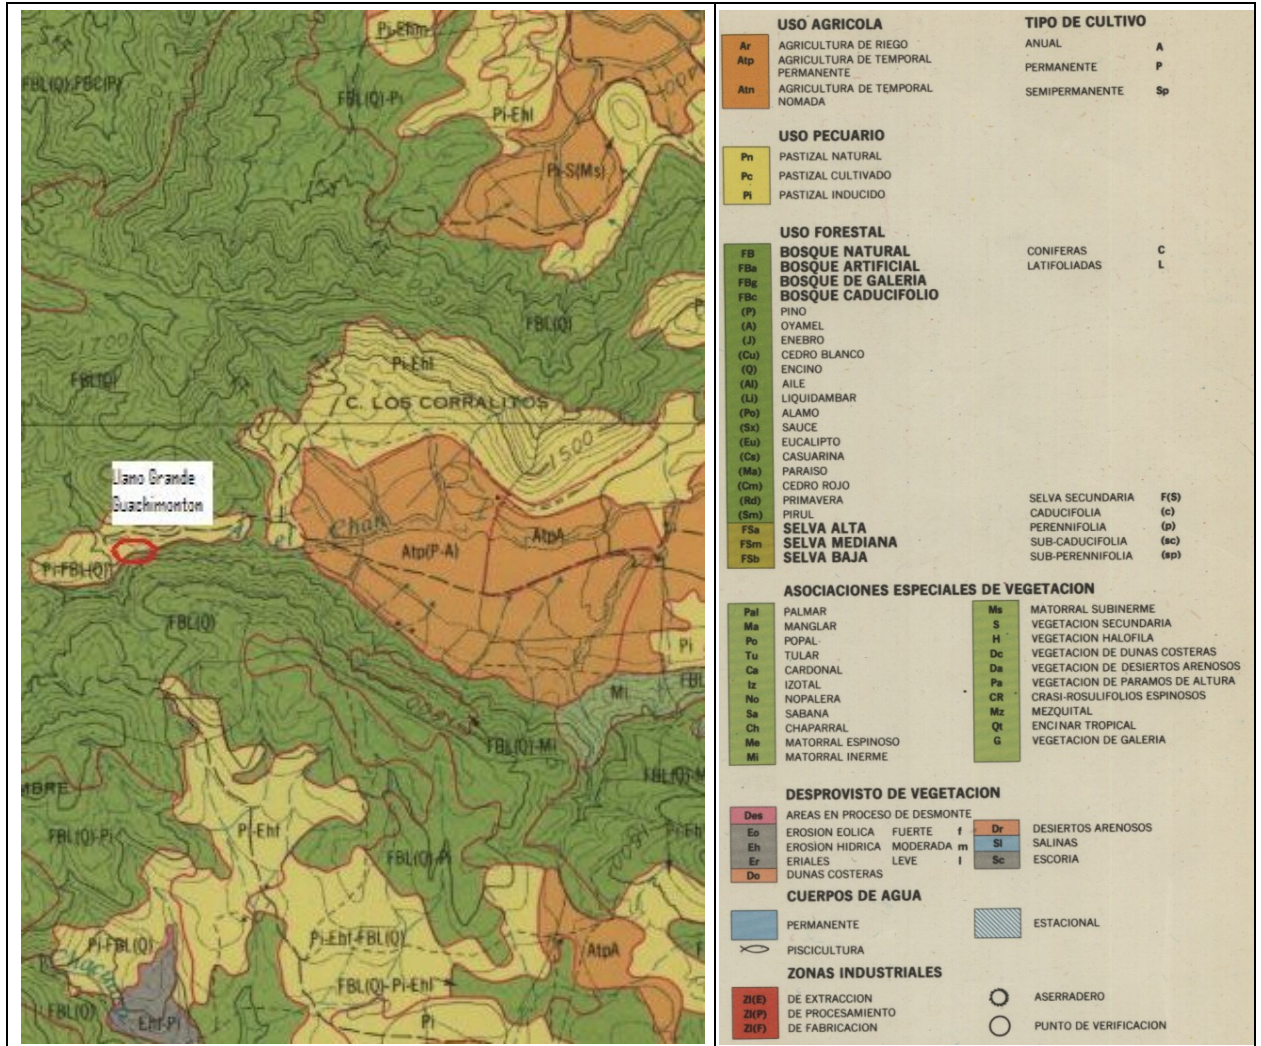 Pi-Ehm
FBL(Q)-FBC(P)
FBL(Q)-Pi
Pi-Ehl
Pi-S(Ms)
FBL(Q)
Pi-Ehl
FBL(Q)
C. LOS CORRALITOS
1500
Llano Grande
Guachimonton
Chan
AtpA
Atp(P-A)
Pi-FBL(Q)
FBL(Q)
Pi
Mi
FBL(Q)-Mi
Pi-Ehf
FBL(Q)-Pi
FBL(Q)-Pi
Pi-FBL(Q)
Pi-Ehf-FBL(Q)
AtpA
FBL(Q)-Pi-Ehl
FBL(Q)
Ehf-Pi
Pi
USO AGRICOLA
TIPO DE CULTIVO
Ar AGRICULTURA DE RIEGO
ANUAL A
Atp AGRICULTURA DE TEMPORAL
PERMANENTE
PERMANENTE P
Atn AGRICULTURA DE TEMPORAL
NOMADA
SEMIPERMANENTE Sp
USO PECUARIO
Pn PASTIZAL NATURAL
Pc PASTIZAL CULTIVADO
Pi PASTIZAL INDUCIDO
USO FORESTAL
FB BOSQUE NATURAL
CONIFERAS C
FBa BOSQUE ARTIFICIAL
LATIFOLIADAS L
FBg BOSQUE DE GALERIA
FBc BOSQUE CADUCIFOLIO
(P) PINO
(A) OYAMEL
(J) ENEBRO
(Cu) CEDRO BLANCO
(Q) ENCINO
(Al) AILE
(Li) LIQUIDAMBAR
(Po) ALAMO
(Sx) SAUCE
(Eu) EUCALIPTO
(Cs) CASUARINA
(Ma) PARAISO
(Cm) CEDRO ROJO
(Rd) PRIMAVERA
SELVA SECUNDARIA F(S)
(Sm) PIRUL
CADUCIFOLIA (c)
FSa SELVA ALTA
PERENNIFOLIA (p)
FSm SELVA MEDIANA
SUB-CADUCIFOLIA (sc)
FSb SELVA BAJA
SUB-PERENNIFOLIA (sp)
ASOCIACIONES ESPECIALES DE VEGETACION
Pal PALMAR
Ms MATORRAL SUBINERME
Ma MANGLAR
S VEGETACION SECUNDARIA
Po POPAL
H VEGETACION HALOFILA
Tu TULAR
Dc VEGETACION DE DUNAS COSTERAS
Ca CARDONAL
Da VEGETACION DE DESIERTOS ARENOSOS
Iz IZOTAL
Pa VEGETACION DE PARAMOS DE ALTURA
No NOPALERA
CR CRASI-ROSULIFOLIOS ESPINOSOS
Sa SABANA
Mz MEZQUITAL
Ch CHAPARRAL
Qt ENCINAR TROPICAL
Me MATORRAL ESPINOSO
G VEGETACION DE GALERIA
Mi MATORRAL INERME
DESPROVISTO DE VEGETACION
Des AREAS EN PROCESO DE DESMONTE
Eo EROSION EOLICA FUERTE f
Dr DESIERTOS ARENOSOS
Eh EROSION HIDRICA MODERADA m
Sl SALINAS
Er ERIALES LEVE l
Sc ESCORIA
Do DUNAS COSTERAS
CUERPOS DE AGUA
PERMANENTE
ESTACIONAL
PISCICULTURA
ZONAS INDUSTRIALES
ZI(E) DE EXTRACCION
ASERRADERO
ZI(P) DE PROCESAMIENTO
ZI(F) DE FABRICACION
PUNTO DE VERIFICACION